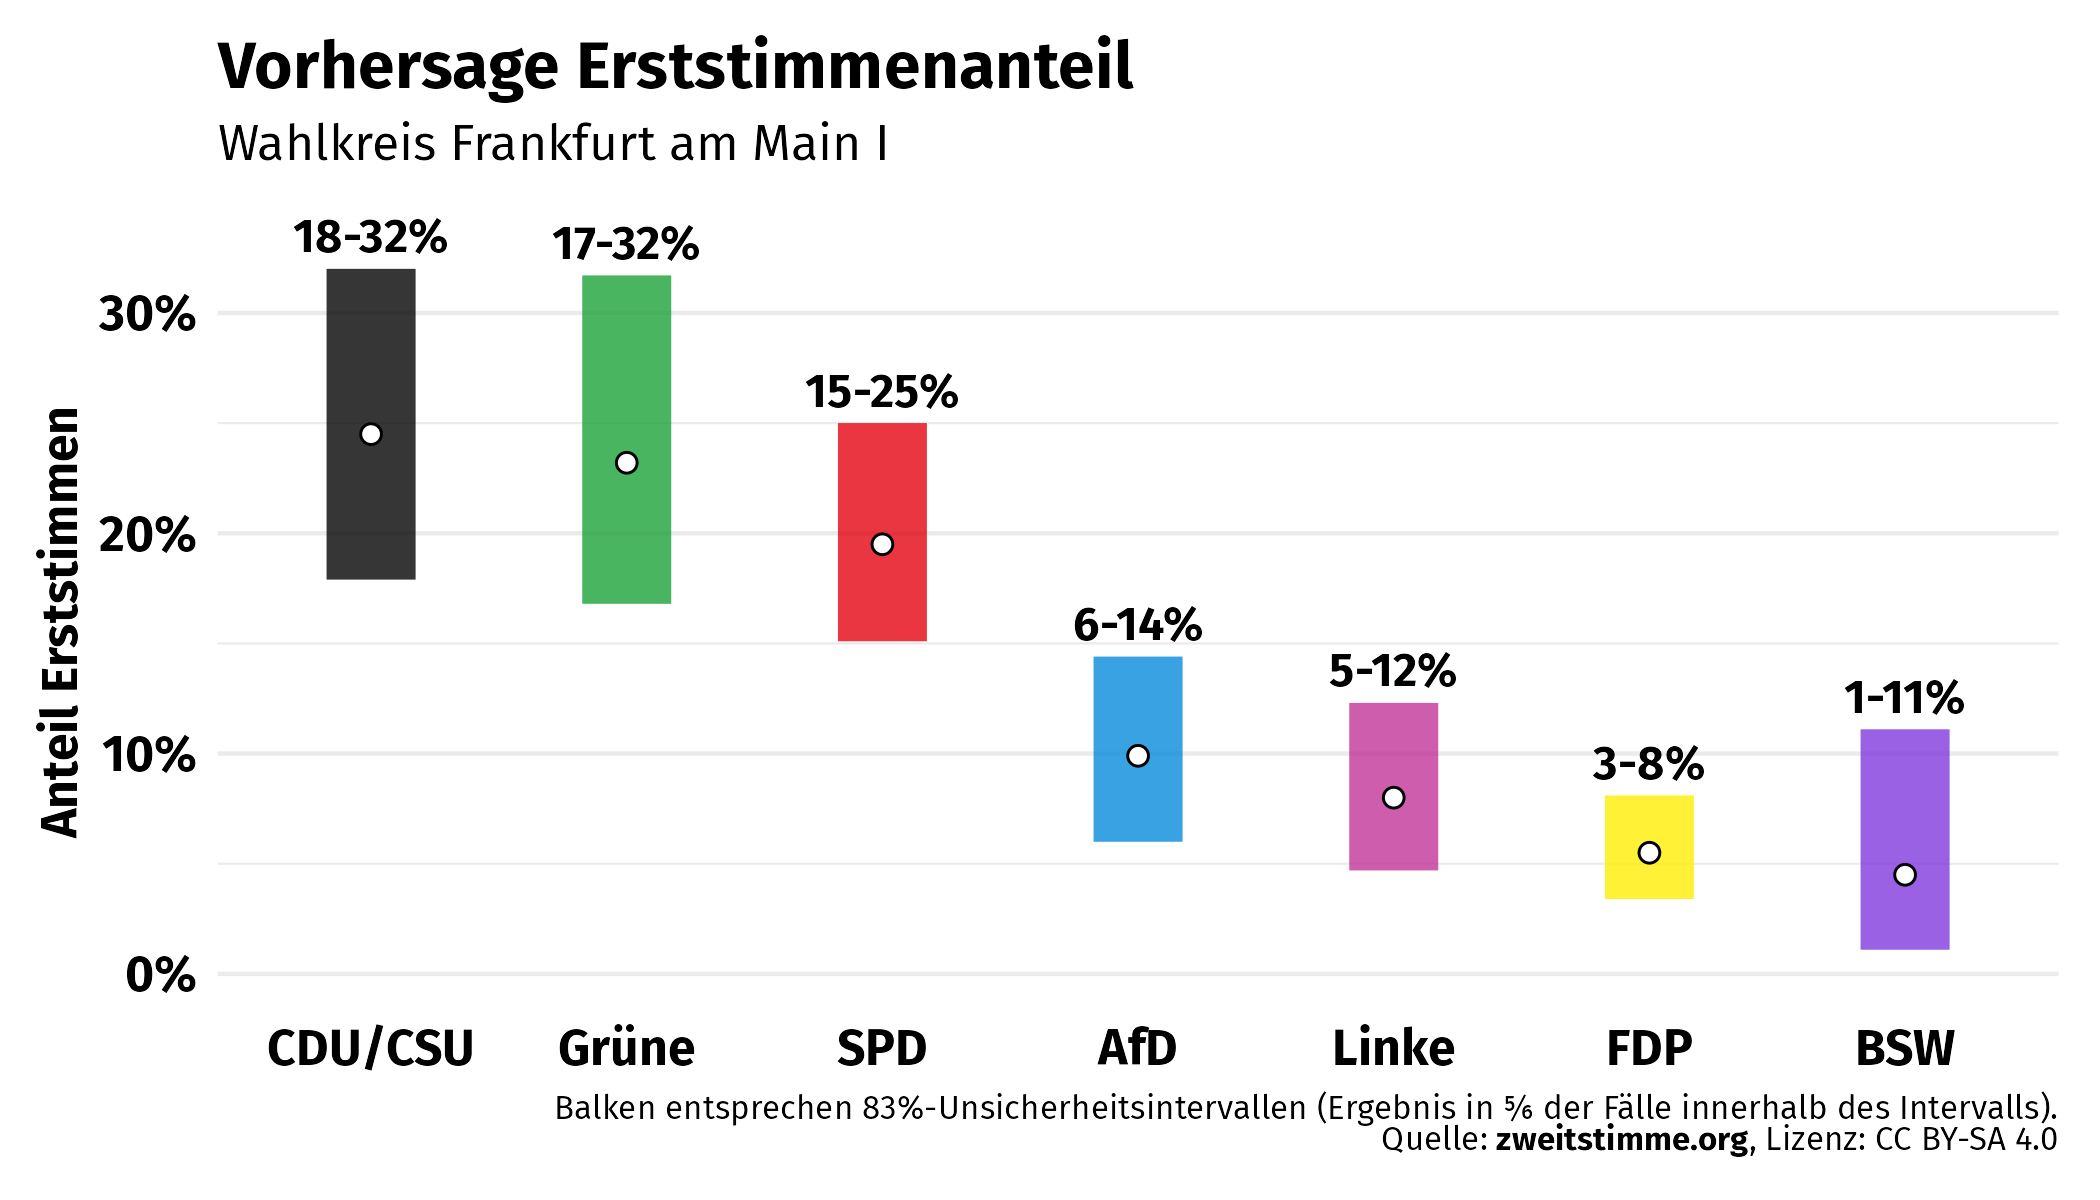 Vorhersage Erststimmenanteil
Wahlkreis Frankfurt am Main I
18-32%
17-32%
15-25%
6-14%
5-12%
3-8%
1-11%
30%
20%
10%
0%
Anteil Erststimmen
CDU/CSU Grüne SPD AfD Linke FDP BSW
Balken entsprechen 83%-Unsicherheitsintervallen (Ergebnis in ⅚ der Fälle innerhalb des Intervalls).
Quelle: zweitstimme.org, Lizenz: CC BY-SA 4.0